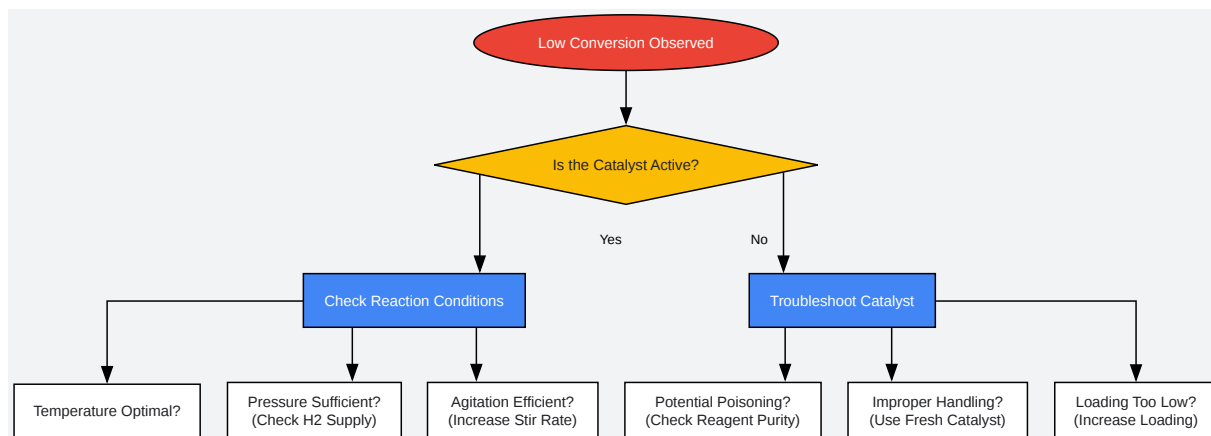 Low Conversion Observed
Is the Catalyst Active?
Yes
No
Check Reaction Conditions
Troubleshoot Catalyst
Temperature Optimal?
Pressure Sufficient?
(Check H2 Supply)
Agitation Efficient?
(Increase Stir Rate)
Potential Poisoning?
(Check Reagent Purity)
Improper Handling?
(Use Fresh Catalyst)
Loading Too Low?
(Increase Loading)